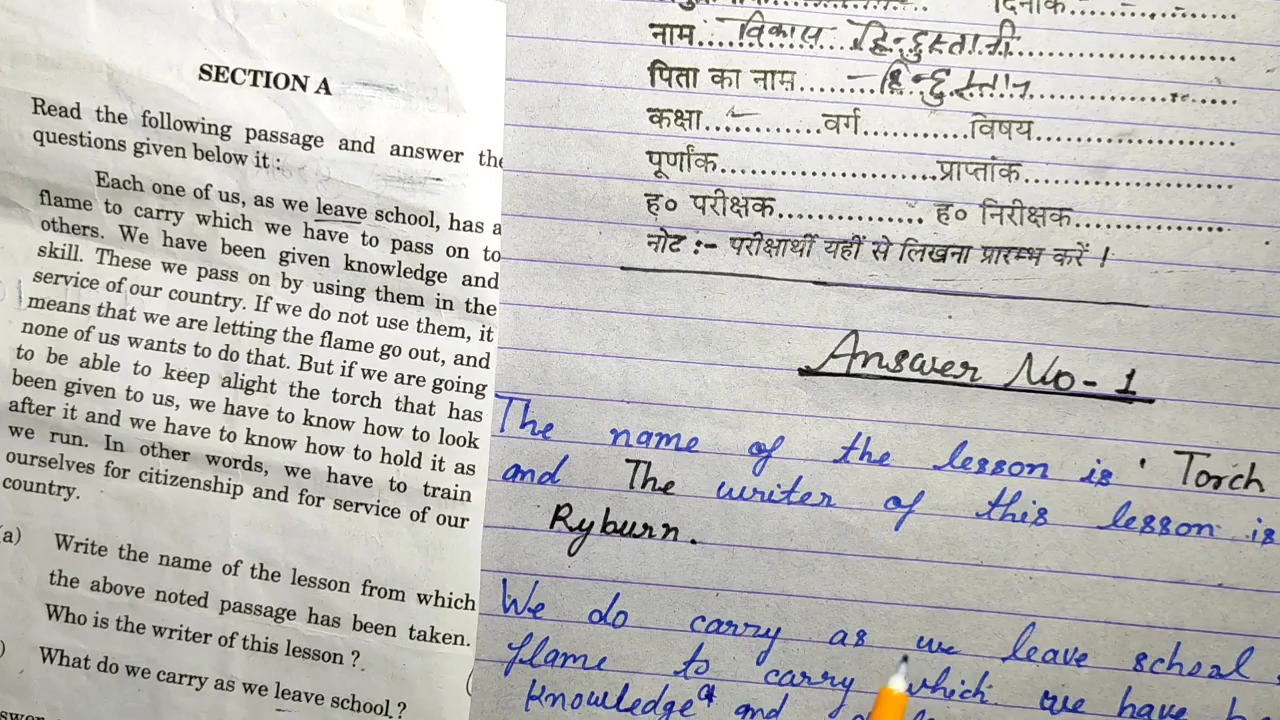 SECTION A
Read the following passage and answer the
questions given below it :
Each one of us, as we leave school, has a
flame to carry which we have to pass on to
others. We have been given knowledge and
skill. These we pass on by using them in the
service of our country. If we do not use them, it
means that we are letting the flame go out, and
none of us wants to do that. But if we are going
to be able to keep alight the torch that has
been given to us, we have to know how to look
after it and we have to know how to hold it as
we run. In other words, we have to train
ourselves for citizenship and for service of our
country.
(a) Write the name of the lesson from which
the above noted passage has been taken.
Who is the writer of this lesson ?
) What do we carry as we leave school ?
दिनांक
नाम विकास हिन्दुस्तानी
पिता का नाम हिन्दुस्तान
कक्षा वर्ग विषय
पूर्णांक प्राप्तांक
ह० परीक्षक ह० निरीक्षक
नोट :- परीक्षार्थी यहीं से लिखना प्रारम्भ करें ।
Answer No - 1
The name of the lesson is ' Torch
and The writer of this lesson is
Ryburn.
We do carry as we leave school
flame to carry which we have
knowledge and